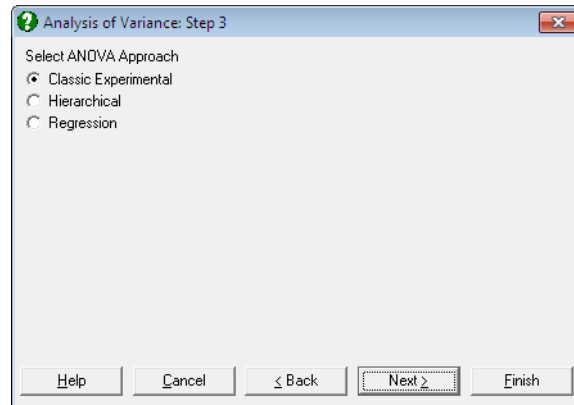 Analysis of Variance: Step 3
Select ANOVA Approach
Classic Experimental
Hierarchical
Regression
Help Cancel < Back Next > Finish